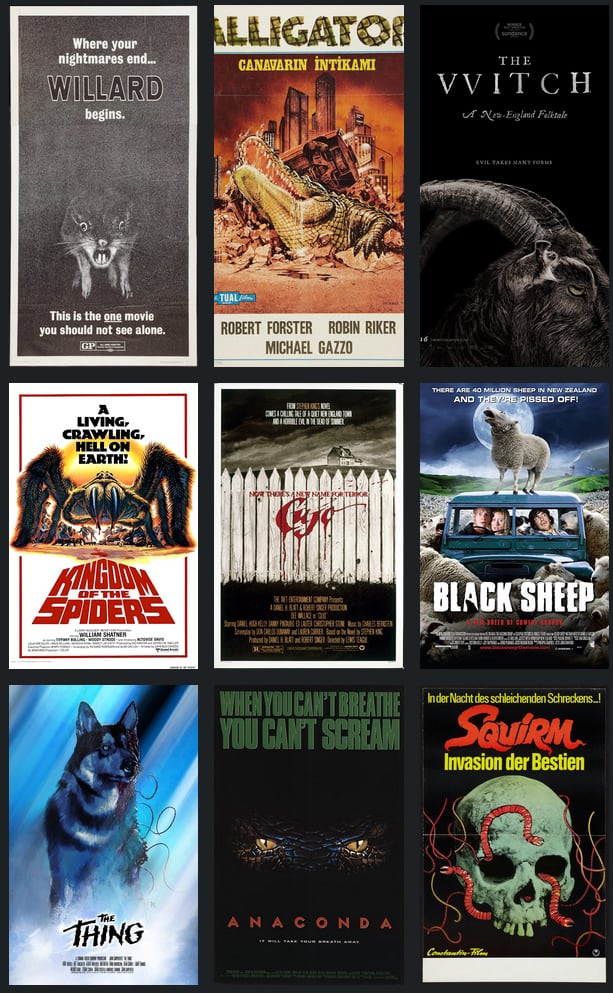 Where your
nightmares end...
WILLARD
begins.
This is the one movie
you should not see alone.
GP
ALLIGATOR
CANAVARIN İNTİKAMI
TUAL film
ROBERT FORSTER ROBIN RIKER
MICHAEL GAZZO
sundance
THE
VVITCH
A New-England Folktale
EVIL TAKES MANY FORMS
A
LIVING,
CRAWLING,
HELL ON
EARTH!
KINGDOM
OF THE
SPIDERS
WILLIAM SHATNER
FROM STEPHEN KING'S NOVEL
COMES A CHILLING TALE OF A QUIET NEW ENGLAND TOWN
AND A HORRIBLE EVIL IN THE DEAD OF SUMMER.
NOW THERE'S A NEW NAME FOR TERROR
Cujo
THE TAFT ENTERTAINMENT COMPANY Presents
A DANIEL H. BLATT & ROBERT SINGER PRODUCTION
DEE WALLACE in "CUJO"
Starring DANIEL HUGH-KELLY DANNY PINTAURO ED LAUTER CHRISTOPHER STONE Music by CHARLES BERNSTEIN
Screenplay by DON CARLOS DUNAWAY and LAUREN CURRIER Based on the Novel by STEPHEN KING
Produced by DANIEL H. BLATT & ROBERT SINGER Directed by LEWIS TEAGUE
R
THERE ARE 40 MILLION SHEEP IN NEW ZEALAND
AND THEY'RE PISSED OFF!
BLACK SHEEP
www.blacksheep-themovie.com
THE
THING
WHEN YOU CAN'T BREATHE
YOU CAN'T SCREAM
ANACONDA
IT WILL TAKE YOUR BREATH AWAY
In der Nacht des schleichenden Schreckens...!
SQUIRM
Invasion der Bestien
Constantin-Film